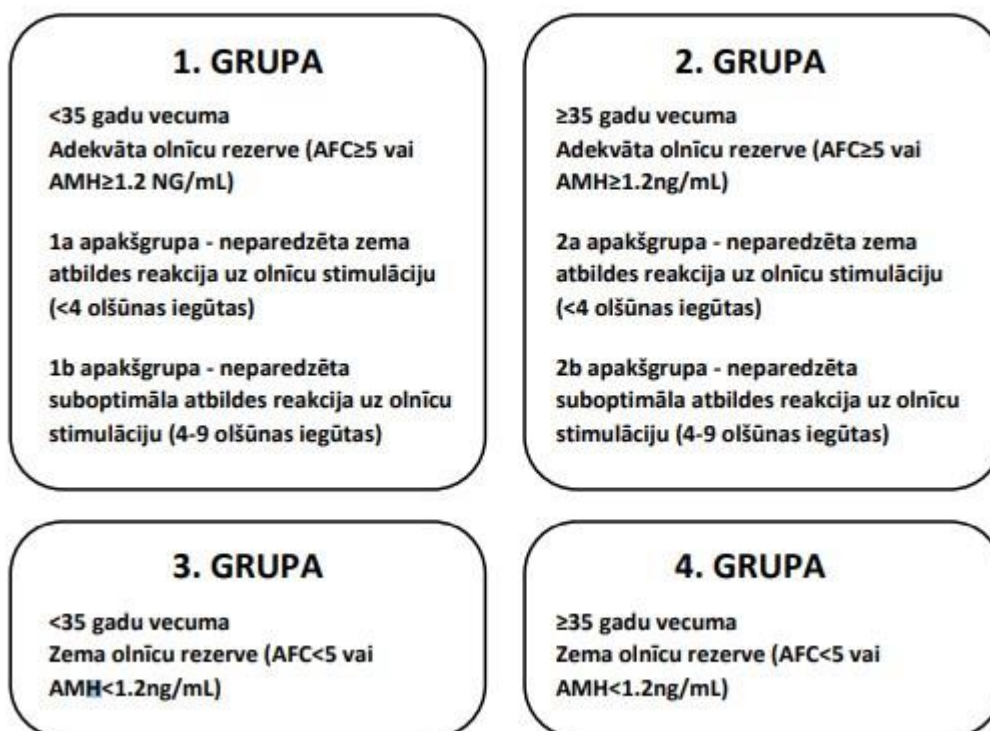 1. GRUPA
<35 gadu vecuma
Adekvāta olnīcu rezerve (AFC≥5 vai
AMH≥1.2 NG/mL)
1a apakšgrupa - neparedzēta zema
atbildes reakcija uz olnīcu stimulāciju
(<4 olšūnas iegūtas)
1b apakšgrupa - neparedzēta
suboptimāla atbildes reakcija uz olnīcu
stimulāciju (4-9 olšūnas iegūtas)
2. GRUPA
≥35 gadu vecuma
Adekvāta olnīcu rezerve (AFC≥5 vai
AMH≥1.2ng/mL)
2a apakšgrupa - neparedzēta zema
atbildes reakcija uz olnīcu stimulāciju
(<4 olšūnas iegūtas)
2b apakšgrupa - neparedzēta
suboptimāla atbildes reakcija uz olnīcu
stimulāciju (4-9 olšūnas iegūtas)
3. GRUPA
<35 gadu vecuma
Zema olnīcu rezerve (AFC<5 vai
AMH<1.2ng/mL)
4. GRUPA
≥35 gadu vecuma
Zema olnīcu rezerve (AFC<5 vai
AMH<1.2ng/mL)